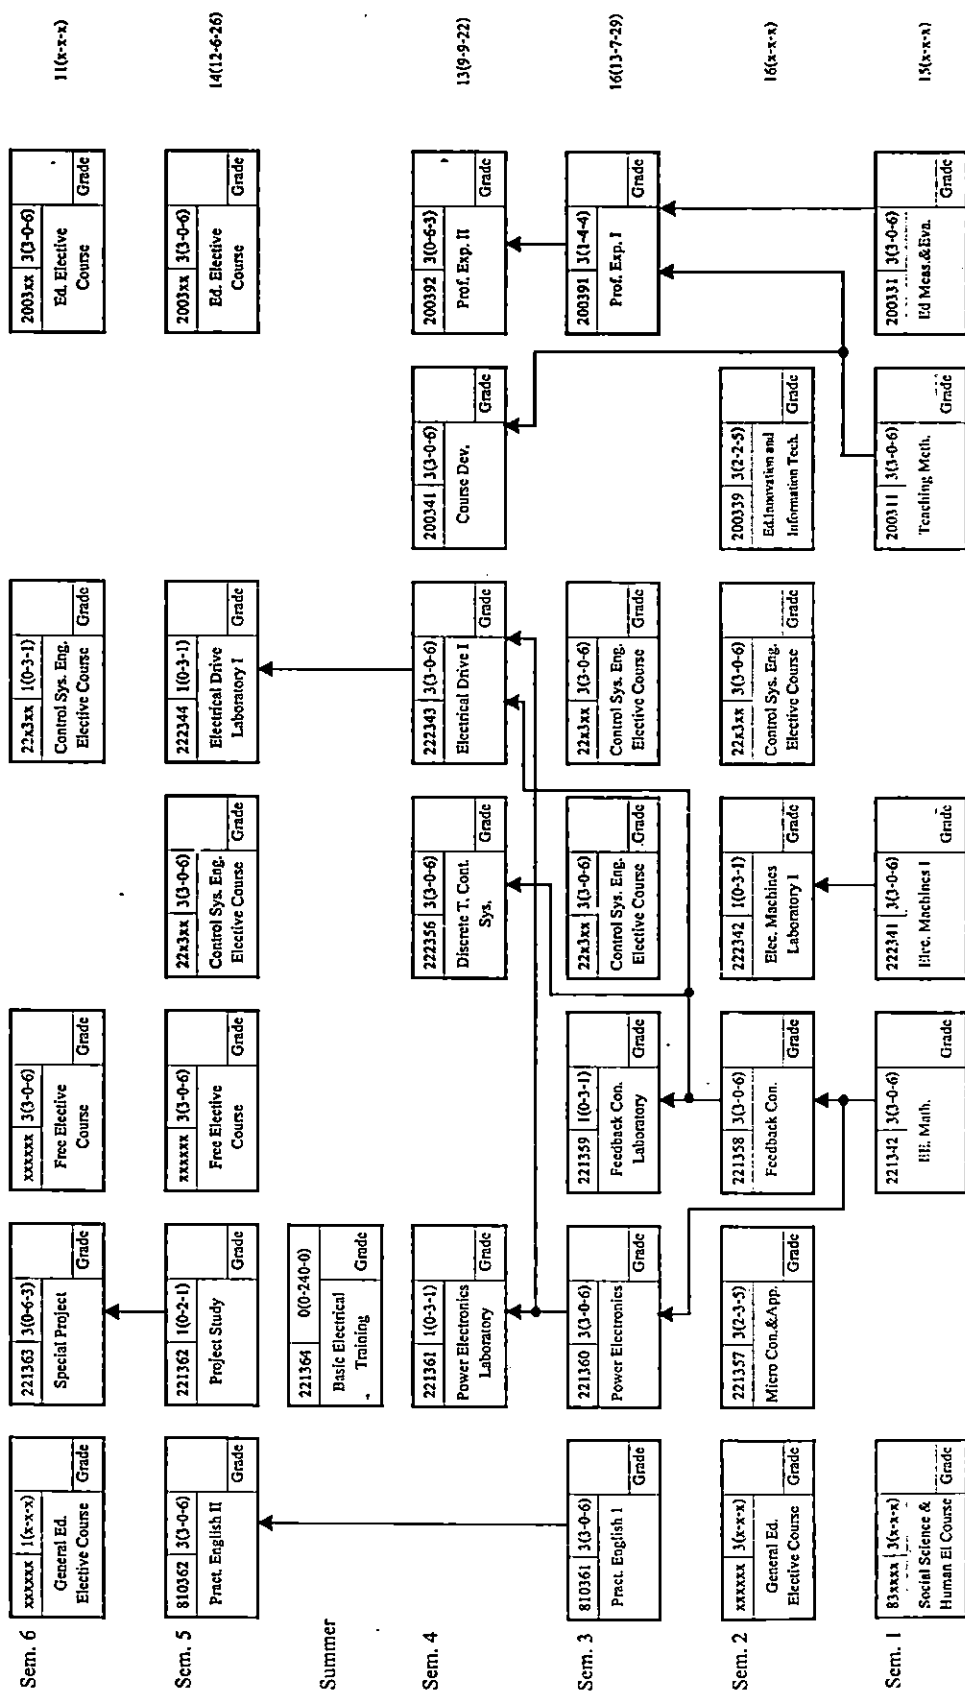 Sem. 6
xxxxxx 1(x-x-x)
General Ed.
Elective Course
Grade
221363 3(0-6-3)
Special Project
Grade
xxxxxx 3(3-0-6)
Free Elective
Course
Grade
22x3xx 1(0-3-1)
Control Sys. Eng.
Elective Course
Grade
2003xx 3(3-0-6)
Ed. Elective
Course
Grade
11(x-x-x)
Sem. 5
810362 3(3-0-6)
Pract. English II
Grade
221362 1(0-2-1)
Project Study
Grade
xxxxxx 3(3-0-6)
Free Elective
Course
Grade
22x3xx 3(3-0-6)
Control Sys. Eng.
Elective Course
Grade
222344 1(0-3-1)
Electrical Drive
Laboratory I
Grade
2003xx 3(3-0-6)
Ed. Elective
Course
Grade
14(12-6-26)
Summer
221364 0(0-240-0)
Basic Electrical
Training
Grade
Sem. 4
221361 1(0-3-1)
Power Electronics
Laboratory
Grade
222356 3(3-0-6)
Discrete T. Cont.
Sys.
Grade
222343 3(3-0-6)
Electrical Drive I
Grade
200341 3(3-0-6)
Course Dev.
Grade
200392 3(0-6-3)
Prof. Exp. II
Grade
13(9-9-22)
Sem. 3
810361 3(3-0-6)
Pract. English I
Grade
221360 3(3-0-6)
Power Electronics
Grade
221359 1(0-3-1)
Feedback Con.
Laboratory
Grade
22x3xx 3(3-0-6)
Control Sys. Eng.
Elective Course
Grade
22x3xx 3(3-0-6)
Control Sys. Eng.
Elective Course
Grade
200391 3(1-4-4)
Prof. Exp. I
Grade
16(13-7-29)
Sem. 2
xxxxxx 3(x-x-x)
General Ed.
Elective Course
Grade
221357 3(2-3-5)
Micro Con.&App.
Grade
221358 3(3-0-6)
Feedback Con.
Grade
222342 1(0-3-1)
Elec. Machines
Laboratory I
Grade
22x3xx 3(3-0-6)
Control Sys. Eng.
Elective Course
Grade
200339 3(2-2-5)
Ed.Innovation and
Information Tech.
Grade
16(x-x-x)
Sem. 1
83xxxx 3(x-x-x)
Social Science &
Human El Course
Grade
221342 3(3-0-6)
EE. Math.
Grade
222341 3(3-0-6)
Elec. Machines I
Grade
200311 3(3-0-6)
Teaching Meth.
Grade
200331 3(3-0-6)
Ed Meas.&Eva.
Grade
15(x-x-x)